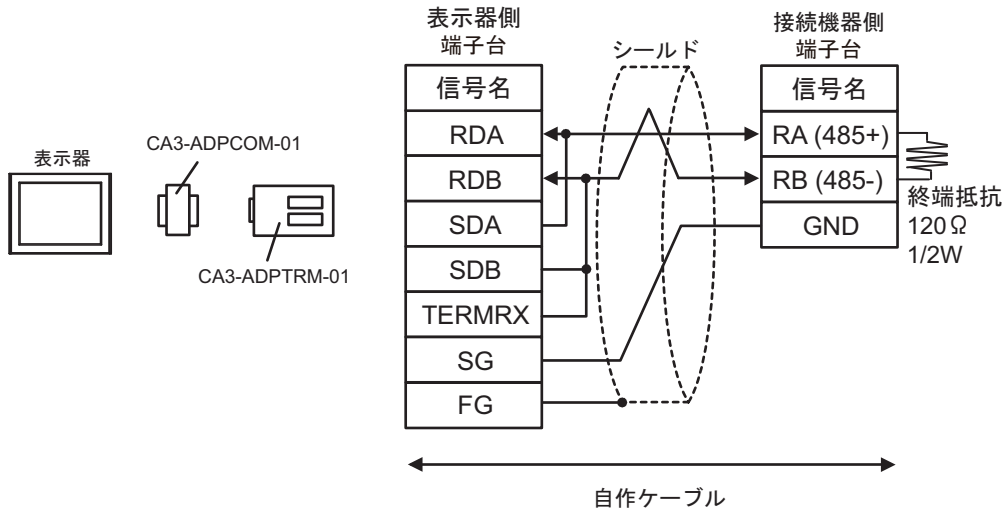 表示器
CA3-ADPCOM-01
CA3-ADPTRM-01
表示器側
端子台
信号名
RDA
RDB
SDA
SDB
TERMRX
SG
FG
シールド
接続機器側
端子台
信号名
RA (485+)
RB (485-)
GND
終端抵抗
120Ω
1/2W
自作ケーブル